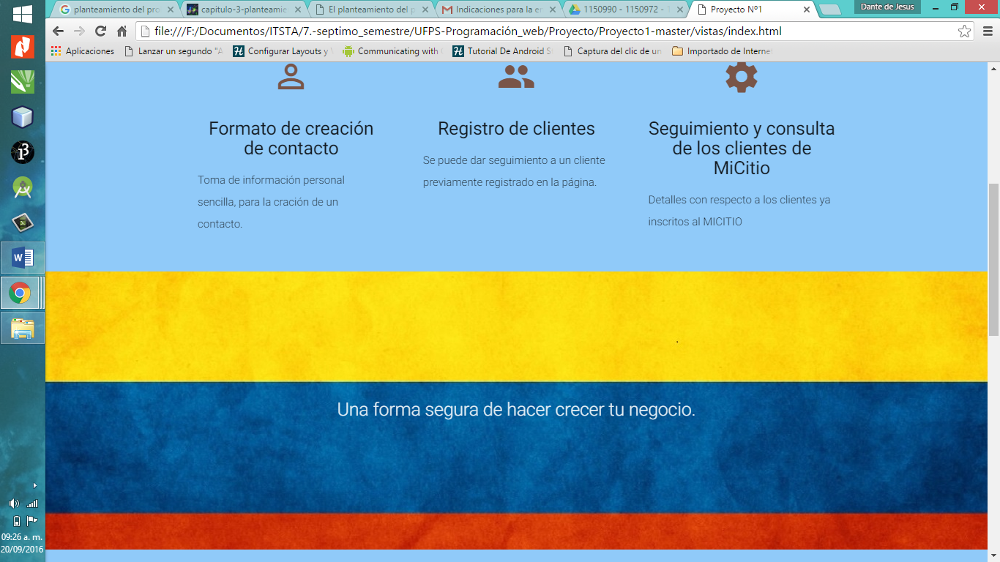 planteamiento del pro
capitulo-3-planteamie
El planteamiento del p
Indicaciones para la en
1150990 - 1150972 - 1
Proyecto Nº1
Dante de Jesus
file:///F:/Documentos/ITSTA/7.-septimo_semestre/UFPS-Programación_web/Proyecto/Proyecto1-master/vistas/index.html
Aplicaciones
Lanzar un segundo "A
Configurar Layouts y V
Communicating with
Tutorial De Android S
Captura del clic de un
Importado de Internet
Formato de creación
de contacto
Toma de información personal
sencilla, para la cración de un
contacto.
Registro de clientes
Se puede dar seguimiento a un cliente
previamente registrado en la página.
Seguimiento y consulta
de los clientes de
MiCitio
Detalles con respecto a los clientes ya
inscritos al MICITIO
Una forma segura de hacer crecer tu negocio.
09:26 a. m.
20/09/2016